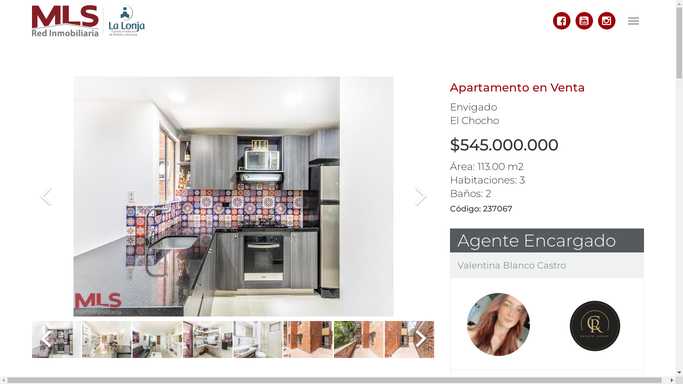 MLS
Red Inmobiliaria
La Lonja
Apartamento en Venta
Envigado
El Chocho
$545.000.000
Área: 113.00 m2
Habitaciones: 3
Baños: 2
Código: 237067
Agente Encargado
Valentina Blanco Castro
MLS
CR